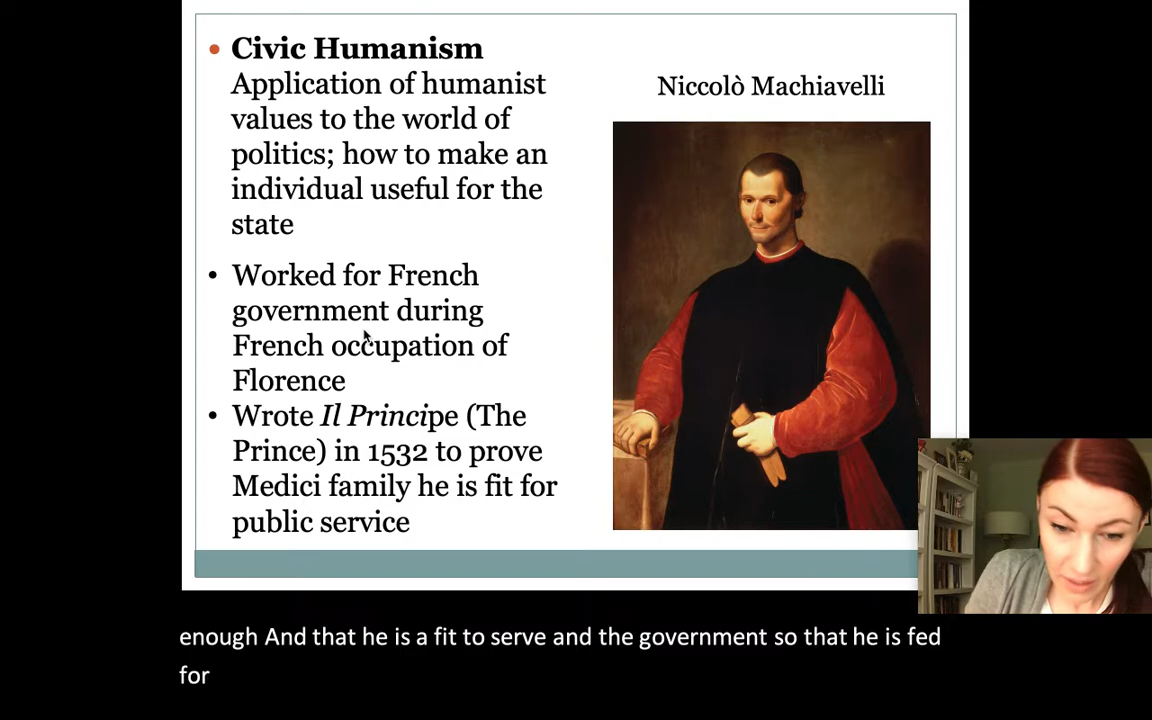 Civic Humanism
Application of humanist
values to the world of
politics; how to make an
individual useful for the
state
Worked for French
government during
French occupation of
Florence
Wrote Il Principe (The
Prince) in 1532 to prove
Medici family he is fit for
public service
Niccolò Machiavelli
enough And that he is a fit to serve and the government so that he is fed
for